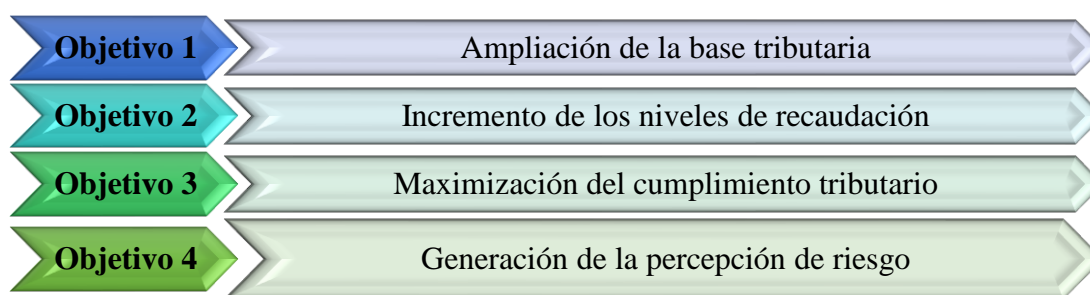 Objetivo 1 Ampliación de la base tributaria
Objetivo 2 Incremento de los niveles de recaudación
Objetivo 3 Maximización del cumplimiento tributario
Objetivo 4 Generación de la percepción de riesgo